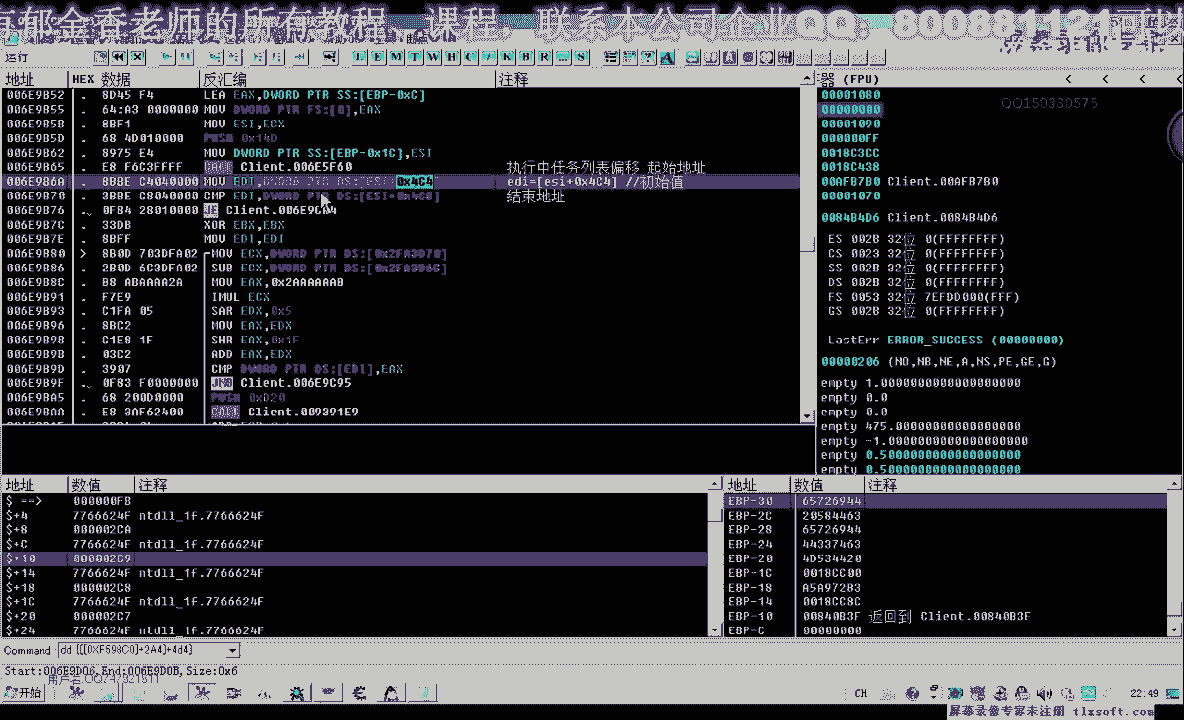 郁金香老师的所有教程、课程，联系本公司企业QQ：800881121可以
运行
L E M T W H C / K B R ... S
地址 HEX 数据 反汇编 注释
006E9B52 . 8D45 F4 LEA EAX,DWORD PTR SS:[EBP-0xC]
006E9B55 . 64:A3 0000000 MOV DWORD PTR FS:[0],EAX
006E9B5B . 8BF1 MOV ESI,ECX
006E9B5D . 68 4D010000 PUSH 0x14D
006E9B62 . 8975 E4 MOV DWORD PTR SS:[EBP-0x1C],ESI
006E9B65 . E8 F6C3FFFF CALL Client.006E5F60 执行中任务列表偏移 起始地址
006E9B6A . 8BBE C4040000 MOV EDI,DWORD PTR DS:[ESI+0x4C4] edi=[esi+0x4C4] //初始值
006E9B70 . 3BBE C8040000 CMP EDI,DWORD PTR DS:[ESI+0x4C8] 结束地址
006E9B76 . 0F84 28010000 JE Client.006E9CA4
006E9B7C . 33DB XOR EBX,EBX
006E9B7E . 8BFF MOV EDI,EDI
006E9B80 > 8B0D 703DFA02 MOV ECX,DWORD PTR DS:[0x2FA3D70]
006E9B86 . 2B0D 6C3DFA02 SUB ECX,DWORD PTR DS:[0x2FA3D6C]
006E9B8C . B8 ABAAAA2A MOV EAX,0x2AAAAAAB
006E9B91 . F7E9 IMUL ECX
006E9B93 . C1FA 05 SAR EDX,0x5
006E9B96 . 8BC2 MOV EAX,EDX
006E9B98 . C1E8 1F SHR EAX,0x1F
006E9B9B . 03C2 ADD EAX,EDX
006E9B9D . 3907 CMP DWORD PTR DS:[EDI],EAX
006E9B9F . 0F83 F0000000 JNB Client.006E9C95
006E9BA5 . 68 200D0000 PUSH 0xD20
006E9BAA . E8 3AF62400 CALL Client.009391E9
器 (FPU) < < < <
QQ150330575
00001080
00000000
00001090
000000FF
0018C3CC
0018C438
00AFB7B0 Client.00AFB7B0
00001070
0084B4D6 Client.0084B4D6
ES 002B 32位 0(FFFFFFFF)
CS 0023 32位 0(FFFFFFFF)
SS 002B 32位 0(FFFFFFFF)
DS 002B 32位 0(FFFFFFFF)
FS 0053 32位 7EFDD000(FFF)
GS 002B 32位 0(FFFFFFFF)
LastErr ERROR_SUCCESS (00000000)
00000206 (NO,NB,NE,A,NS,PE,GE,G)
empty 1.0000000000000000000
empty 0.0
empty 0.0
empty 475.00000000000000000
empty -1.0000000000000000000
empty 0.5000000000000000000
empty 0.5000000000000000000
地址 数值 注释
$ ==> 000000FB
$+4 7766624F ntdll_1f.7766624F
$+8 000002CA
$+C 7766624F ntdll_1f.7766624F
$+10 000002C9
$+14 7766624F ntdll_1f.7766624F
$+18 000002C8
$+1C 7766624F ntdll_1f.7766624F
$+20 000002C7
$+24 7766624F ntdll_1f.7766624F
地址 数值 注释
EBP-30 65726944
EBP-2C 20584463
EBP-28 65726944
EBP-24 44337463
EBP-20 4D534420
EBP-1C 0018CC00
EBP-18 A5A972B3
EBP-14 0018CC8C
EBP-10 00840B3F 返回到 Client.00840B3F
EBP-C 00000000
Command dd [[[0XF598C0]+2A4]+4d4]
Start:006E9D06,End:006E9D0B,Size:0x6
开始 CH 22:49
屏幕录像专家未注册 tlxsoft.com